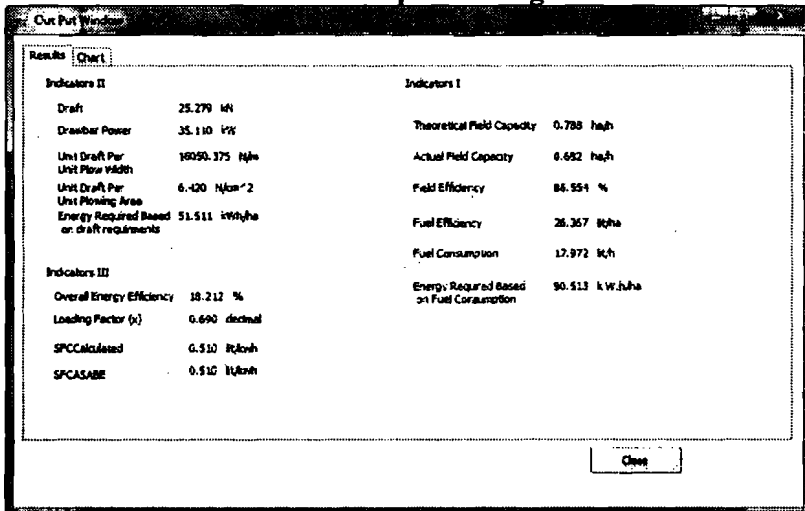 Out Put Window
Results Chart
Indicators II
Draft 25.279 kN
Drawbar Power 35.110 kW
Unit Draft Per
Unit Plow Width 16050.375 N/m
Unit Draft Per
Unit Plowing Area 6.420 N/cm^2
Energy Required Based
on draft requirments 51.511 kWh/ha
Indicators III
Overall Energy Efficiency 18.212 %
Loading Factor (x) 0.690 decimal
SFCCalculated 0.510 lt/kwh
SFCASABE 0.510 lt/kwh
Indicators I
Theoretical Field Capacity 0.788 ha/h
Actual Field Capacity 0.682 ha/h
Field Efficiency 86.554 %
Fuel Efficiency 26.367 lt/ha
Fuel Consumption 17.972 lt/h
Energy Required Based
on Fuel Consumption 90.513 k W.h/ha
Close